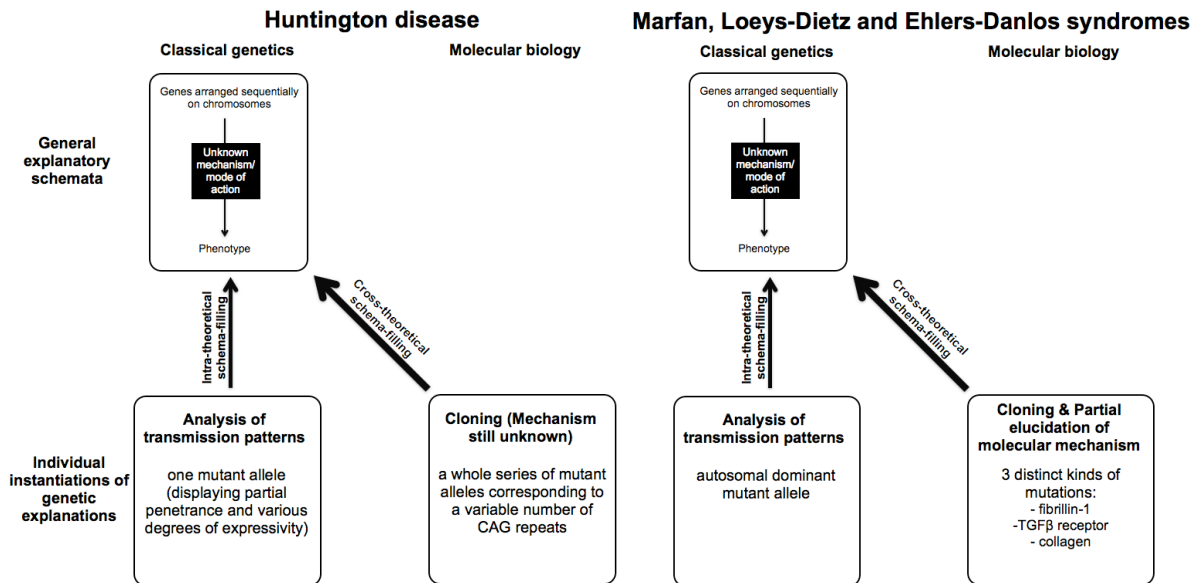 Huntington disease
Classical genetics
Molecular biology
General
explanatory
schemata
Genes arranged sequentially
on chromosomes
Unknown
mechanism/
mode of
action
Phenotype
Intra-theoretical
schema-filling
Cross-theoretical
schema-filling
Individual
instantiations of
genetic
explanations
Analysis of
transmission patterns
one mutant allele
(displaying partial
penetrance and various
degrees of expressivity)
Cloning (Mechanism
still unknown)
a whole series of mutant
alleles corresponding to
a variable number of
CAG repeats
Marfan, Loeys-Dietz and Ehlers-Danlos syndromes
Classical genetics
Molecular biology
Genes arranged sequentially
on chromosomes
Unknown
mechanism/
mode of
action
Phenotype
Intra-theoretical
schema-filling
Cross-theoretical
schema-filling
Analysis of
transmission patterns
autosomal dominant
mutant allele
Cloning & Partial
elucidation of
molecular mechanism
3 distinct kinds of
mutations:
- fibrillin-1
-TGFβ receptor
- collagen